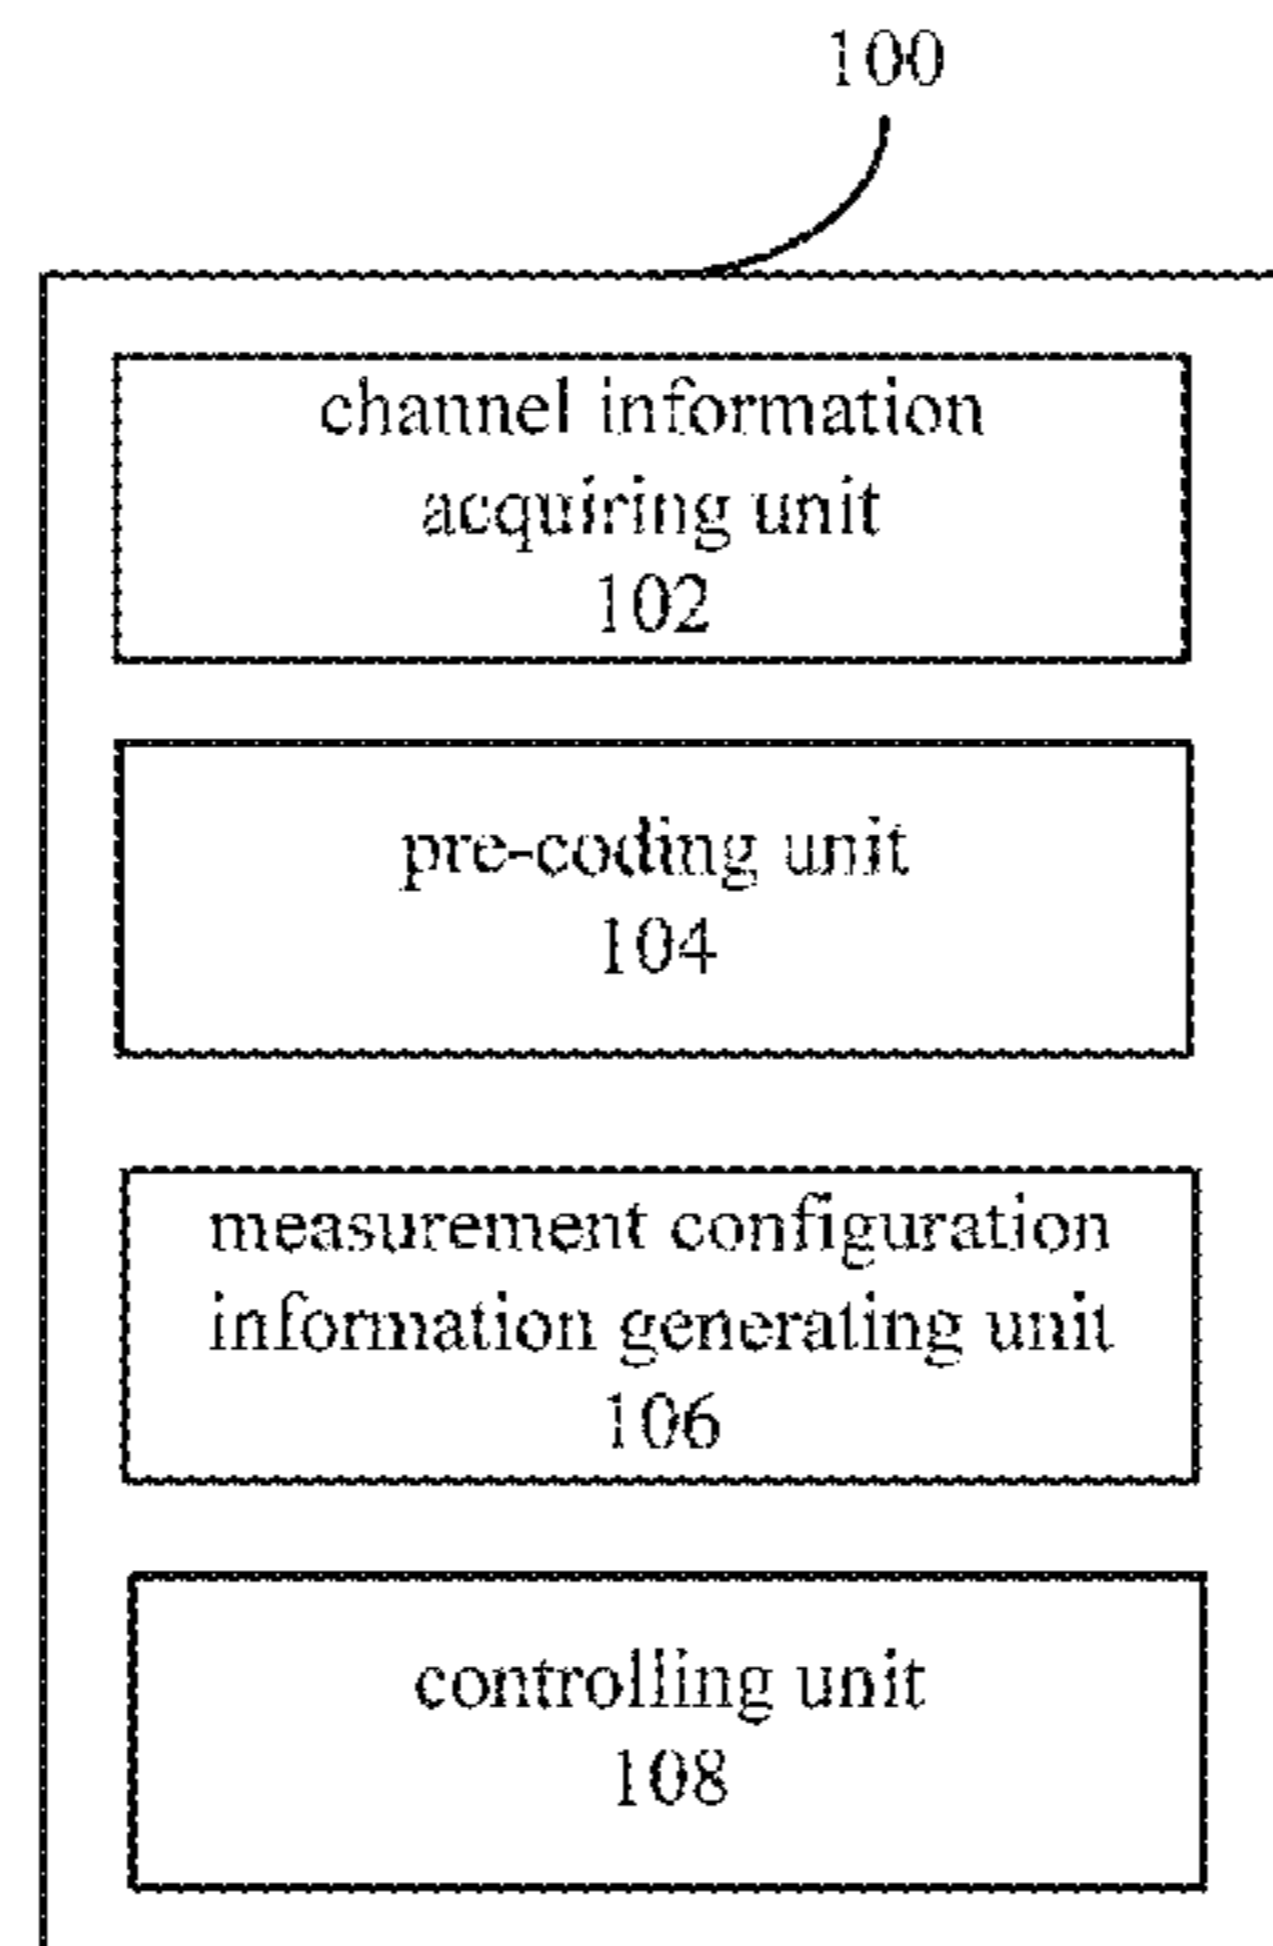 100
channel information
acquiring unit
102
pre-coding unit
104
measurement configuration
information generating unit
106
controlling unit
108